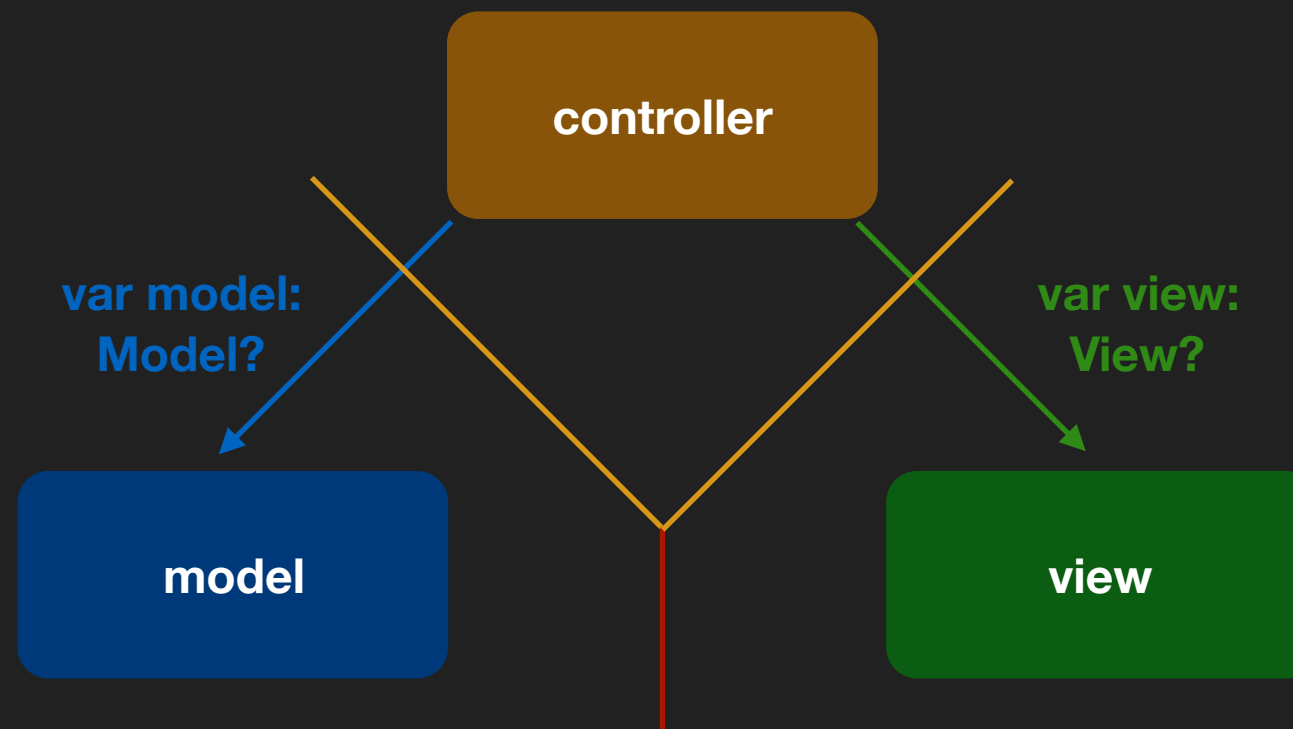 controller
var model:
Model?
var view:
View?
model
view